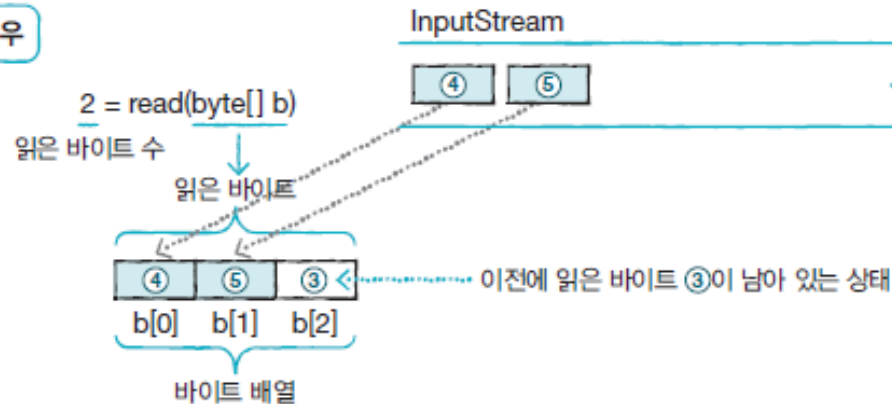 우
InputStream
④ ⑤
2 = read(byte[] b)
읽은 바이트 수
읽은 바이트
④ ⑤ ③ 이전에 읽은 바이트 ③이 남아 있는 상태
b[0] b[1] b[2]
바이트 배열